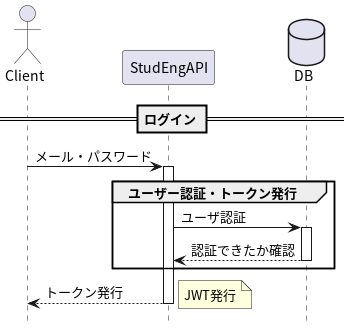 Client
StudEngAPI
DB
ログイン
メール・パスワード
ユーザー認証・トークン発行
ユーザ認証
認証できたか確認
トークン発行
JWT発行